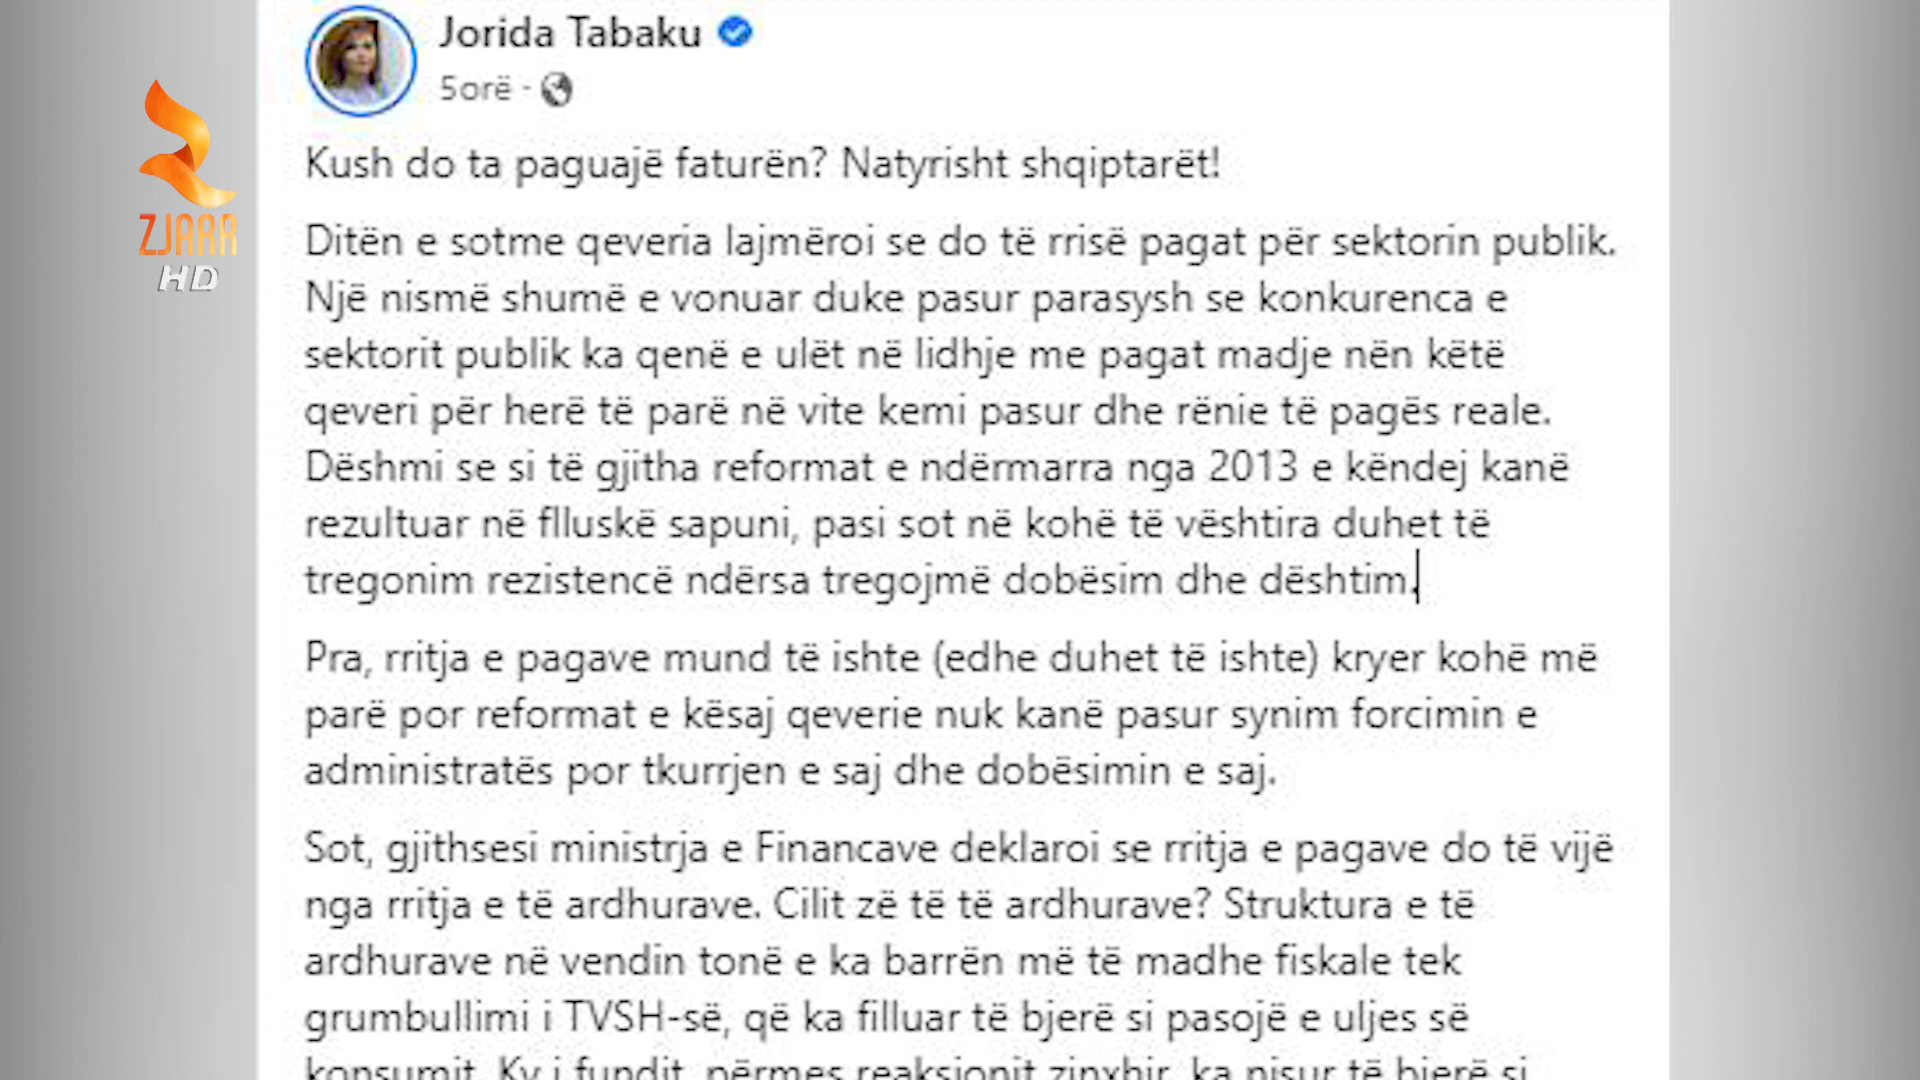 Jorida Tabaku
5orë ·
ZJARR
HD
Kush do ta paguajë faturën? Natyrisht shqiptarët!
Ditën e sotme qeveria lajmëroi se do të rrisë pagat për sektorin publik.
Një nismë shumë e vonuar duke pasur parasysh se konkurenca e
sektorit publik ka qenë e ulët në lidhje me pagat madje nën këtë
qeveri për herë të parë në vite kemi pasur dhe rënie të pagës reale.
Dëshmi se si të gjitha reformat e ndërmarra nga 2013 e këndej kanë
rezultuar në flluskë sapuni, pasi sot në kohë të vështira duhet të
tregonim rezistencë ndërsa tregojmë dobësim dhe dështim.
Pra, rritja e pagave mund të ishte (edhe duhet të ishte) kryer kohë më
parë por reformat e kësaj qeverie nuk kanë pasur synim forcimin e
administratës por tkurrjen e saj dhe dobësimin e saj.
Sot, gjithsesi ministrja e Financave deklaroi se rritja e pagave do të vijë
nga rritja e të ardhurave. Cilit zë të të ardhurave? Struktura e të
ardhurave në vendin tonë e ka barrën më të madhe fiskale tek
grumbullimi i TVSH-së, që ka filluar të bjerë si pasojë e uljes së
konsumit. Ky i fundit, përmes reaksionit zinxhir, ka nisur të bjerë si